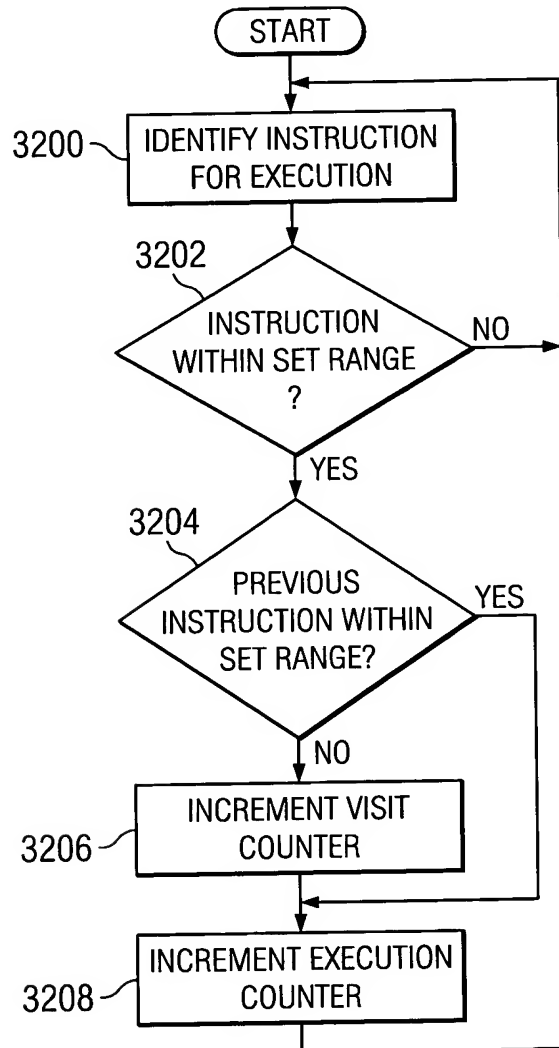 START
3200
IDENTIFY INSTRUCTION
FOR EXECUTION
3202
INSTRUCTION
WITHIN SET RANGE
?
NO
YES
3204
PREVIOUS
INSTRUCTION WITHIN
SET RANGE?
YES
NO
3206
INCREMENT VISIT
COUNTER
3208
INCREMENT EXECUTION
COUNTER